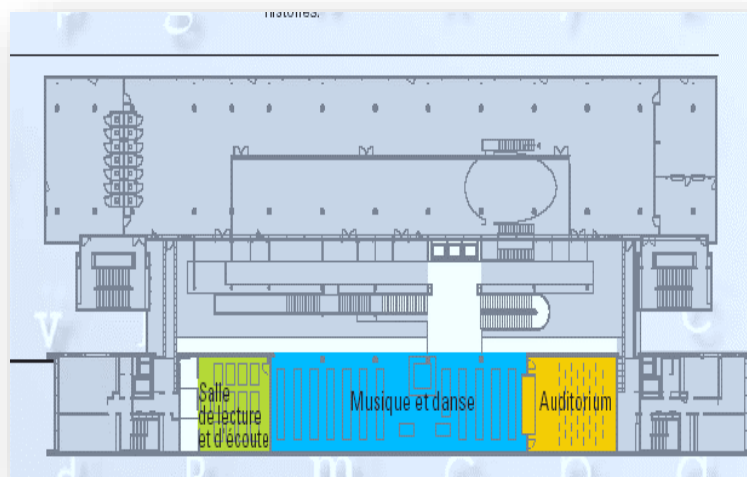 histoires.
Salle
de lecture
et d'écoute
Musique et danse
Auditorium